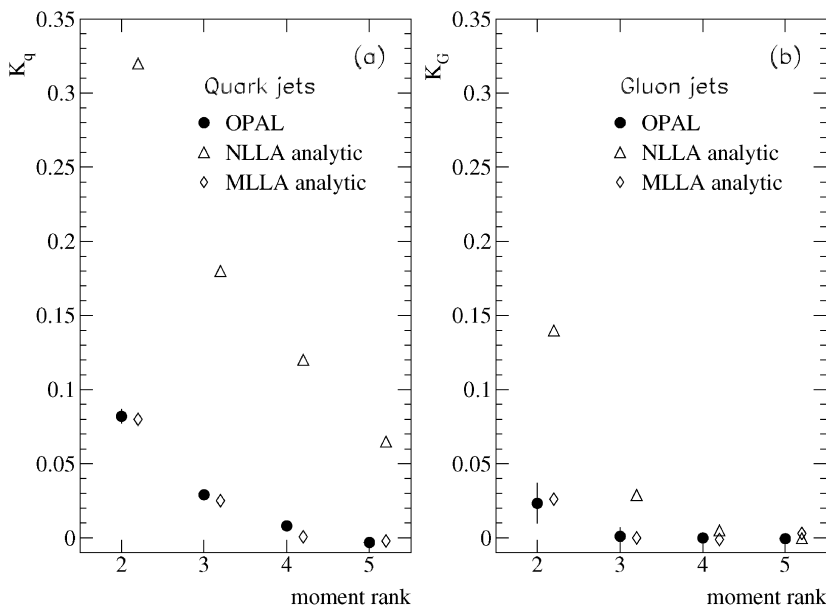 K_q
0.35
0.3
0.25
0.2
0.15
0.1
0.05
0
(a)
Quark jets
OPAL
NLLA analytic
MLLA analytic
2 3 4 5
moment rank
K_G
0.35
0.3
0.25
0.2
0.15
0.1
0.05
0
(b)
Gluon jets
OPAL
NLLA analytic
MLLA analytic
2 3 4 5
moment rank